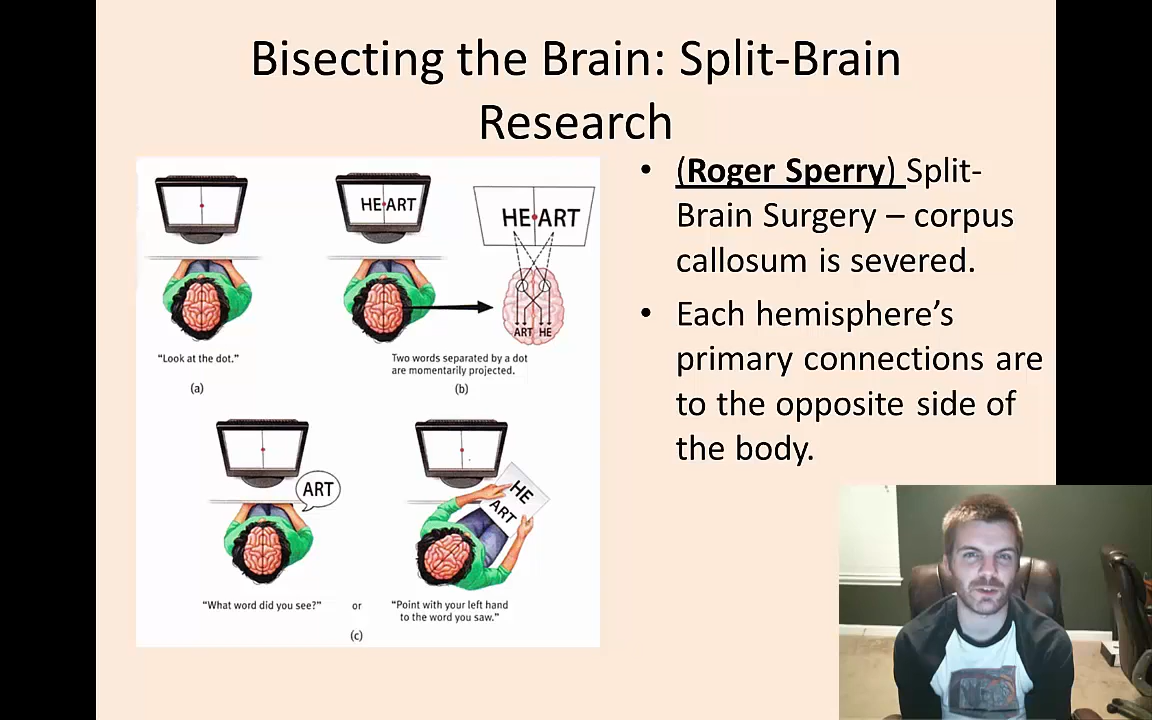 Bisecting the Brain: Split-Brain
Research
HE ART
HE ART
ART HE
"Look at the dot."
Two words separated by a dot
are momentarily projected.
(a)
(b)
ART
HE
ART
"What word did you see?"
or
"Point with your left hand
to the word you saw."
(c)
• (Roger Sperry) Split-
Brain Surgery – corpus
callosum is severed.
• Each hemisphere's
primary connections are
to the opposite side of
the body.